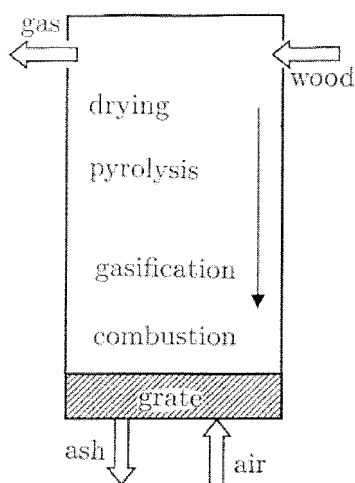 gas
wood
drying
pyrolysis
gasification
combustion
grate
ash
air